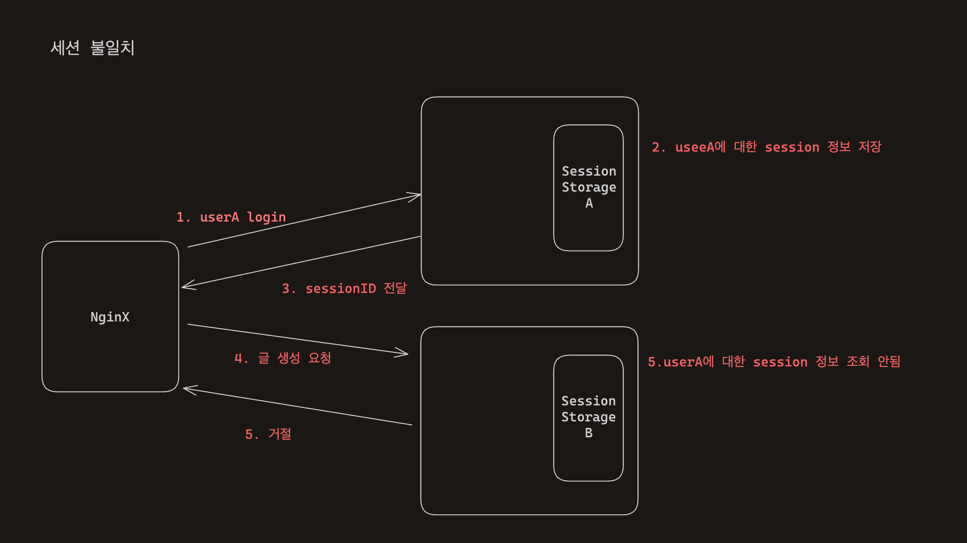 세션 불일치
Session
Storage
A
2. useeA에 대한 session 정보 저장
1. userA login
3. sessionID 전달
NginX
4. 글 생성 요청
5.userA에 대한 session 정보 조회 안됨
Session
Storage
B
5. 거절